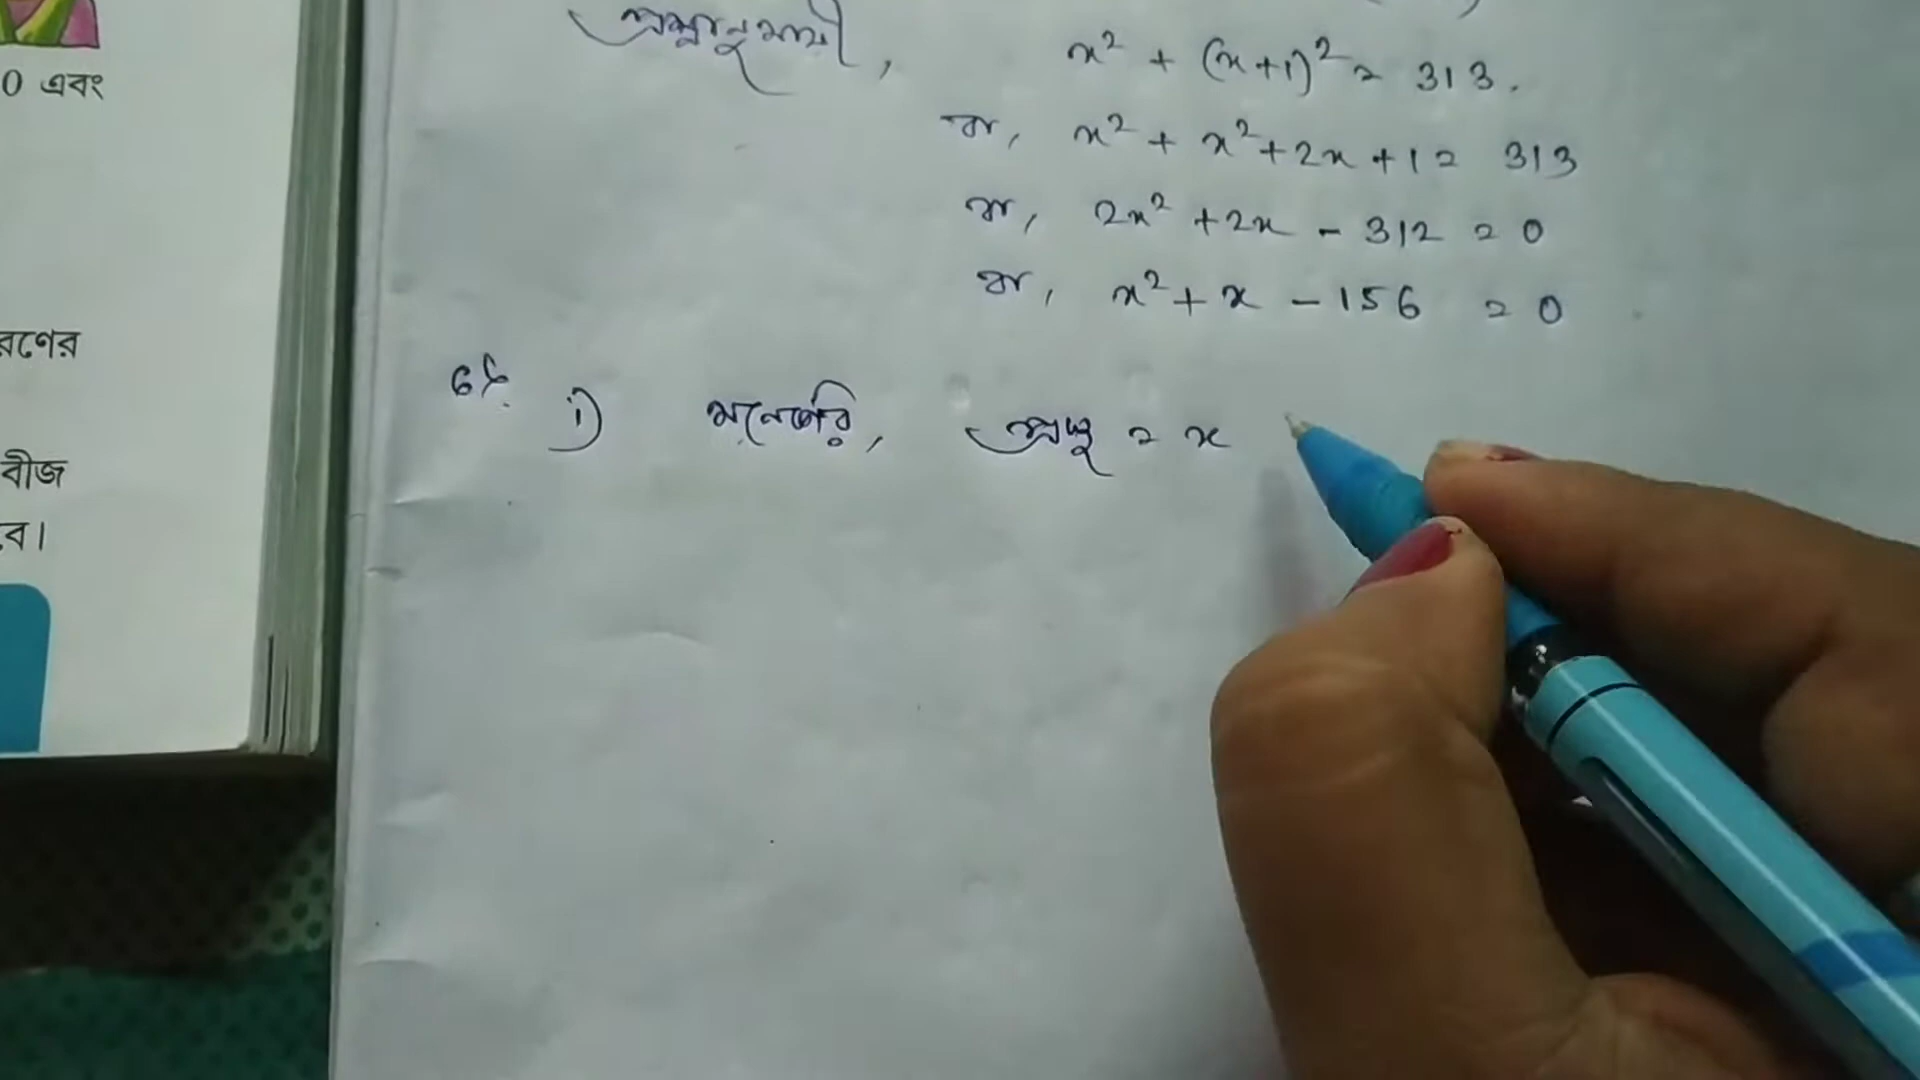 0 এবং
রণের
বীজ
বে।
প্রশ্নানুযায়ী, x² + (x+1)² = 313.
বা, x² + x² + 2x + 1 = 313
বা, 2x² + 2x - 312 = 0
বা, x² + x - 156 = 0
6. i) মনেকরি, প্রস্থ = x